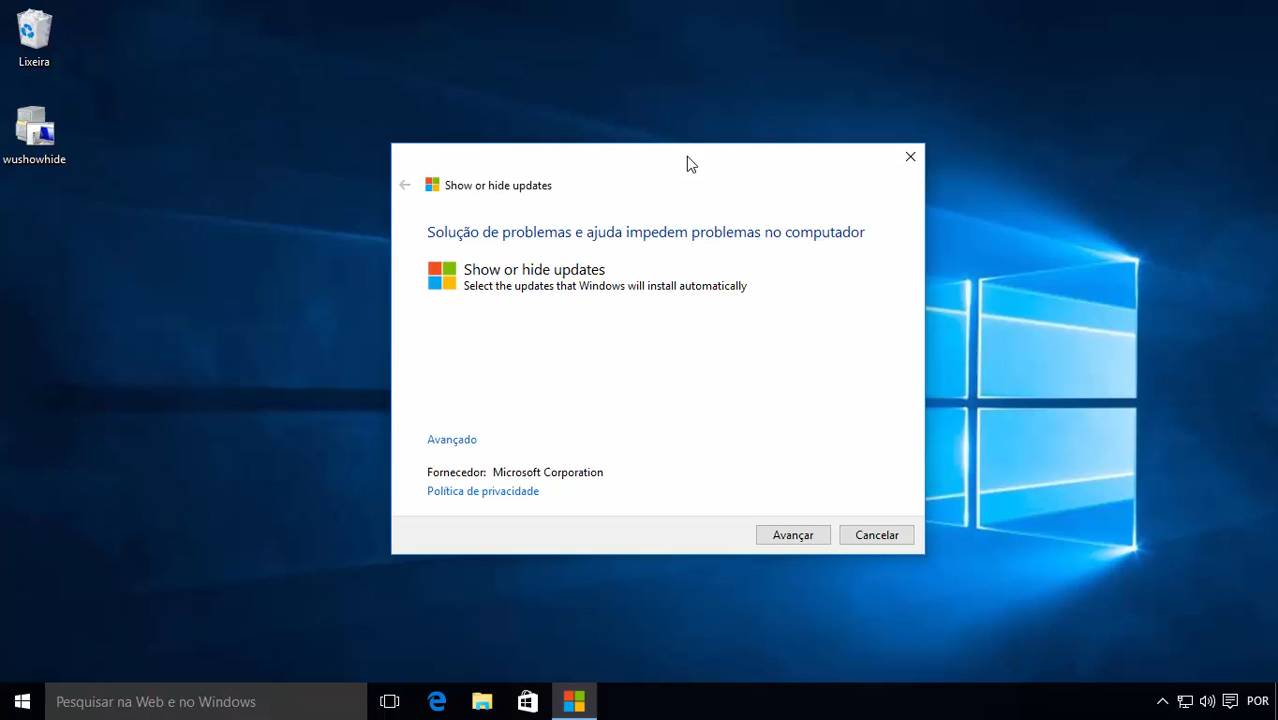 Lixeira
wushowhide
Show or hide updates
Solução de problemas e ajuda impedem problemas no computador
Show or hide updates
Select the updates that Windows will install automatically
Avançado
Fornecedor: Microsoft Corporation
Política de privacidade
Avançar
Cancelar
Pesquisar na Web e no Windows
POR